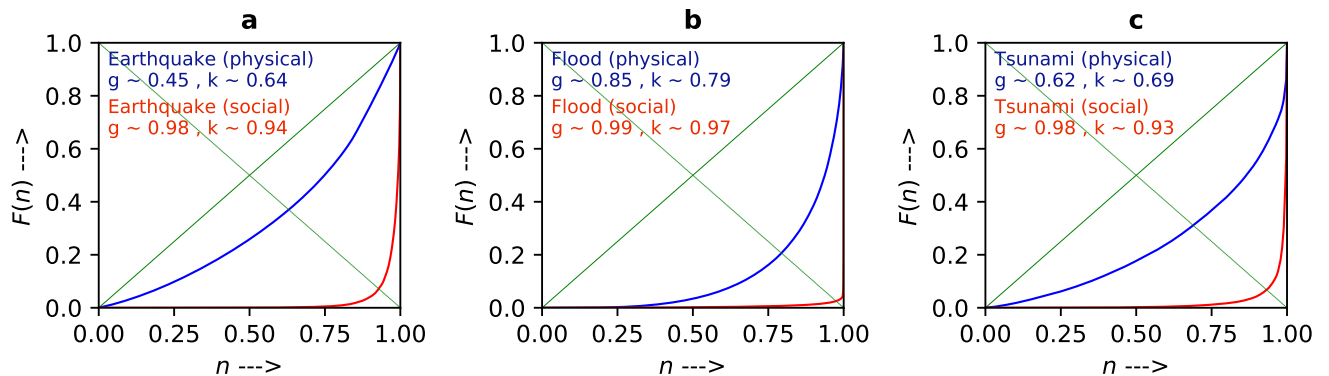 a
Earthquake (physical)
g ~ 0.45 , k ~ 0.64
Earthquake (social)
g ~ 0.98 , k ~ 0.94
1.0
0.8
0.6
0.4
0.2
0.0
F(n) --->
0.00 0.25 0.50 0.75 1.00
n --->
b
Flood (physical)
g ~ 0.85 , k ~ 0.79
Flood (social)
g ~ 0.99 , k ~ 0.97
1.0
0.8
0.6
0.4
0.2
0.0
F(n) --->
0.00 0.25 0.50 0.75 1.00
n --->
c
Tsunami (physical)
g ~ 0.62 , k ~ 0.69
Tsunami (social)
g ~ 0.98 , k ~ 0.93
1.0
0.8
0.6
0.4
0.2
0.0
F(n) --->
0.00 0.25 0.50 0.75 1.00
n --->